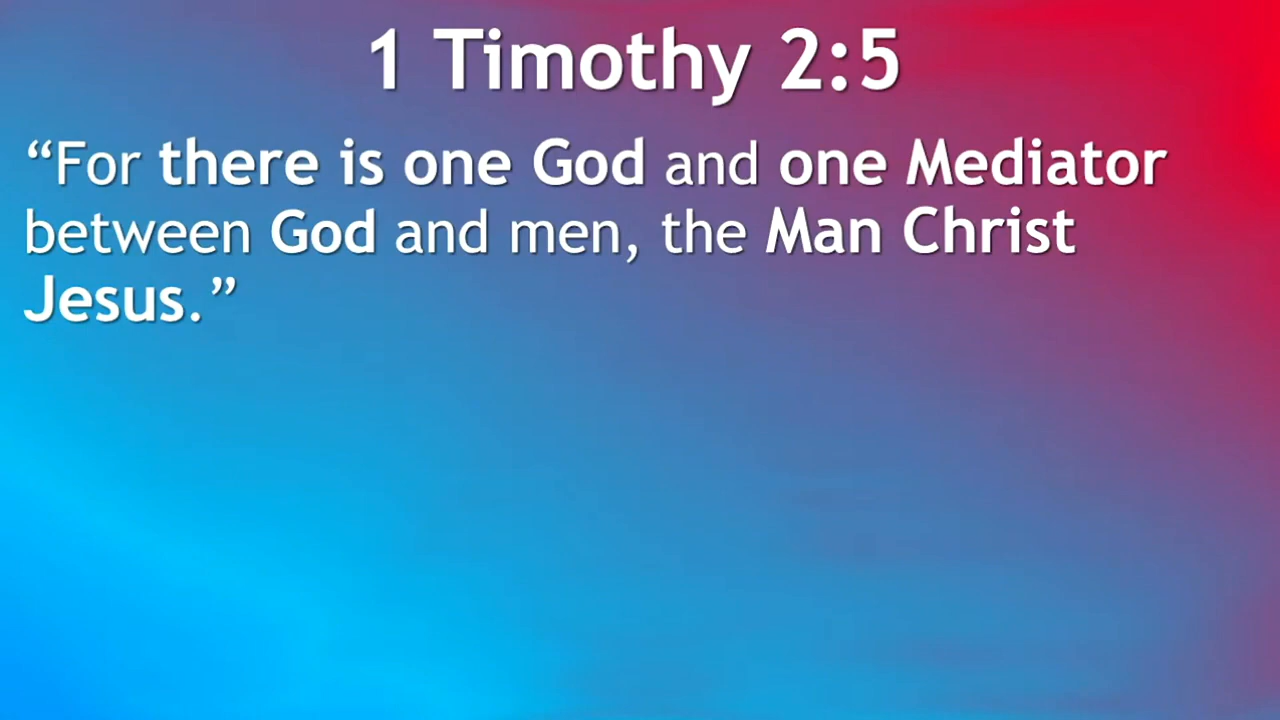 1 Timothy 2:5
“For there is one God and one Mediator
between God and men, the Man Christ
Jesus.”